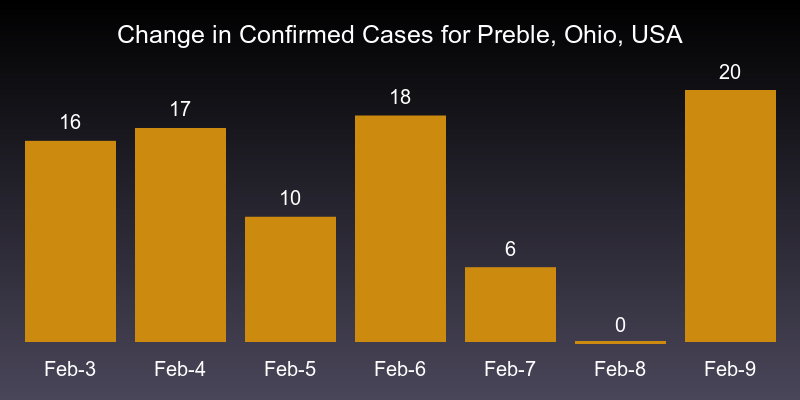 Change in Confirmed Cases for Preble, Ohio, USA
16
17
10
18
6
0
20
Feb-3
Feb-4
Feb-5
Feb-6
Feb-7
Feb-8
Feb-9